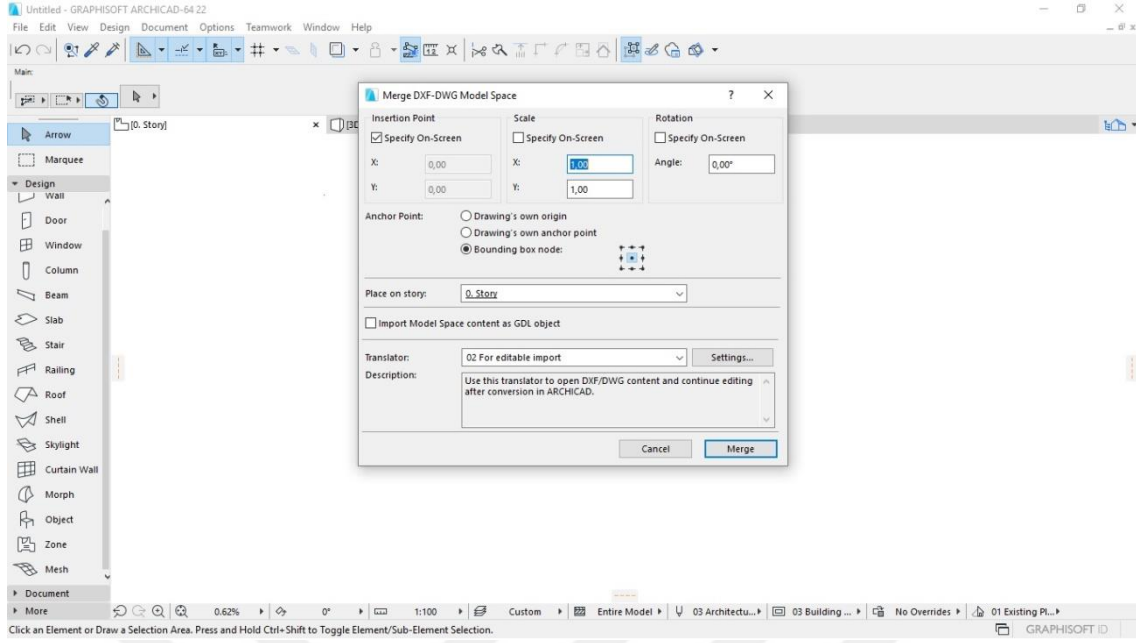 Untitled - GRAPHISOFT ARCHICAD-64 22
File Edit View Design Document Options Teamwork Window Help
Main:
[0. Story]
Arrow
Marquee
Design
Wall
Door
Window
Column
Beam
Slab
Stair
Railing
Roof
Shell
Skylight
Curtain Wall
Morph
Object
Zone
Mesh
Document
More
Merge DXF-DWG Model Space
Insertion Point Scale Rotation
Specify On-Screen Specify On-Screen Specify On-Screen
X: 0,00 X: 1,00 Angle: 0,00°
Y: 0,00 Y: 1,00
Anchor Point: Drawing's own origin
Drawing's own anchor point
Bounding box node:
Place on story: 0. Story
Import Model Space content as GDL object
Translator: 02 For editable import Settings...
Description: Use this translator to open DXF/DWG content and continue editing
after conversion in ARCHICAD.
Cancel Merge
0.62% 0° 1:100 Custom Entire Model 03 Architectu... 03 Building ... No Overrides 01 Existing Pl...
Click an Element or Draw a Selection Area. Press and Hold Ctrl+Shift to Toggle Element/Sub-Element Selection.
GRAPHISOFT ID